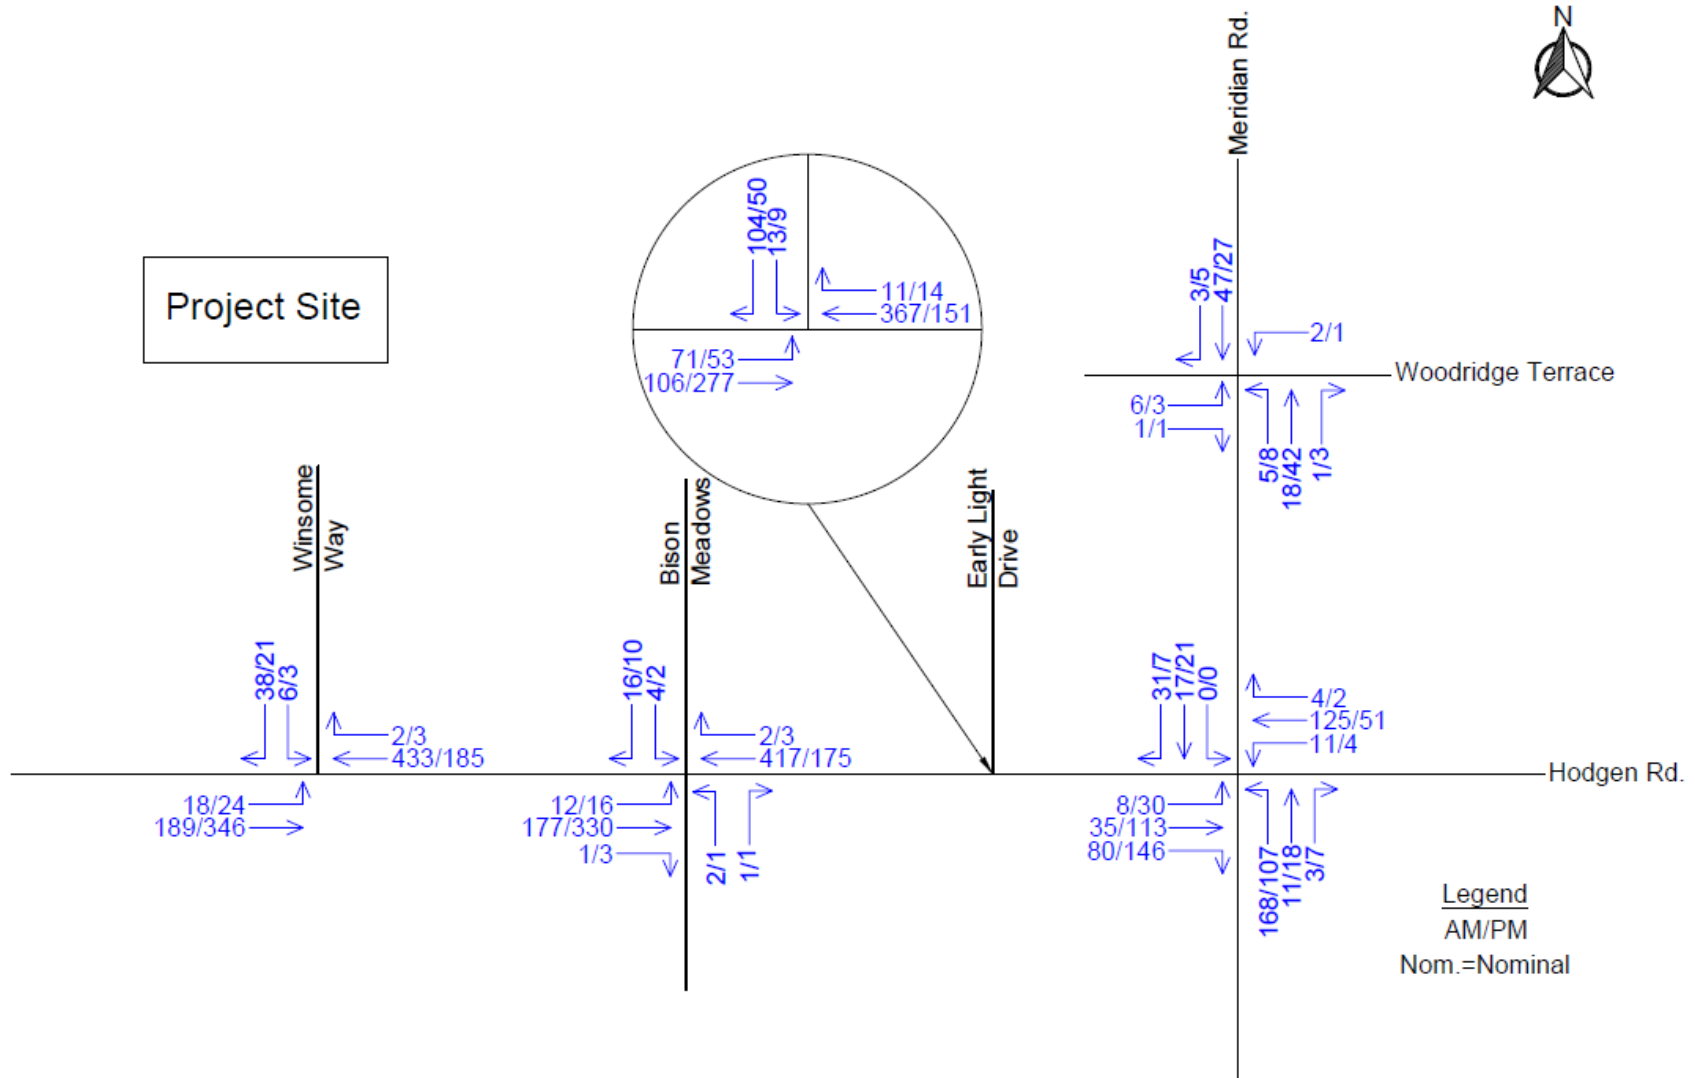 N
Meridian Rd.
Project Site
104/50
13/9
11/14
367/151
71/53
106/277
3/5
47/27
2/1
Woodridge Terrace
6/3
1/1
5/8
18/42
1/3
Winsome
Way
Bison
Meadows
Early Light
Drive
38/21
6/3
2/3
433/185
18/24
189/346
16/10
4/2
2/3
417/175
12/16
177/330
1/3
2/1
1/1
31/7
17/21
0/0
4/2
125/51
11/4
Hodgen Rd.
8/30
35/113
80/146
168/107
11/18
3/7
Legend
AM/PM
Nom.=Nominal